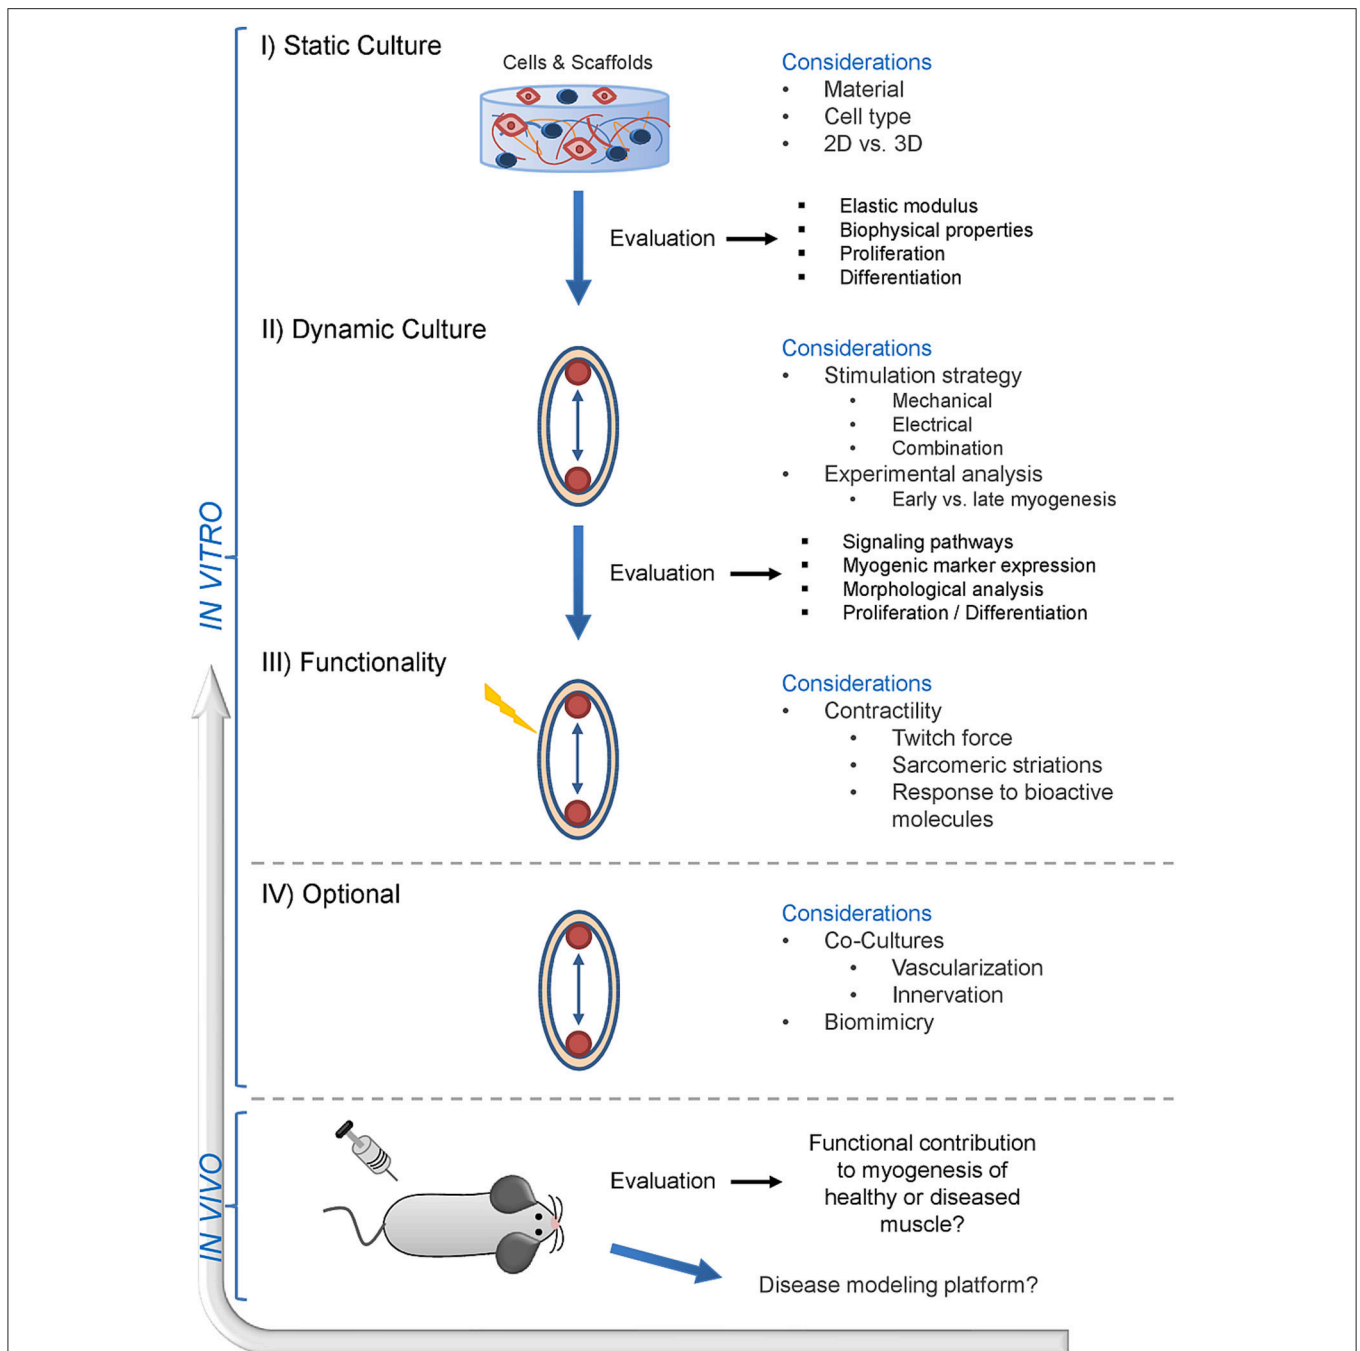 I) Static Culture
Cells & Scaffolds
Considerations
• Material
• Cell type
• 2D vs. 3D
Evaluation
▪ Elastic modulus
▪ Biophysical properties
▪ Proliferation
▪ Differentiation
II) Dynamic Culture
Considerations
• Stimulation strategy
• Mechanical
• Electrical
• Combination
• Experimental analysis
• Early vs. late myogenesis
IN VITRO
Evaluation
▪ Signaling pathways
▪ Myogenic marker expression
▪ Morphological analysis
▪ Proliferation / Differentiation
III) Functionality
Considerations
• Contractility
• Twitch force
• Sarcomeric striations
• Response to bioactive
molecules
IV) Optional
Considerations
• Co-Cultures
• Vascularization
• Innervation
• Biomimicry
IN VIVO
Evaluation
Functional contribution
to myogenesis of
healthy or diseased
muscle?
Disease modeling platform?